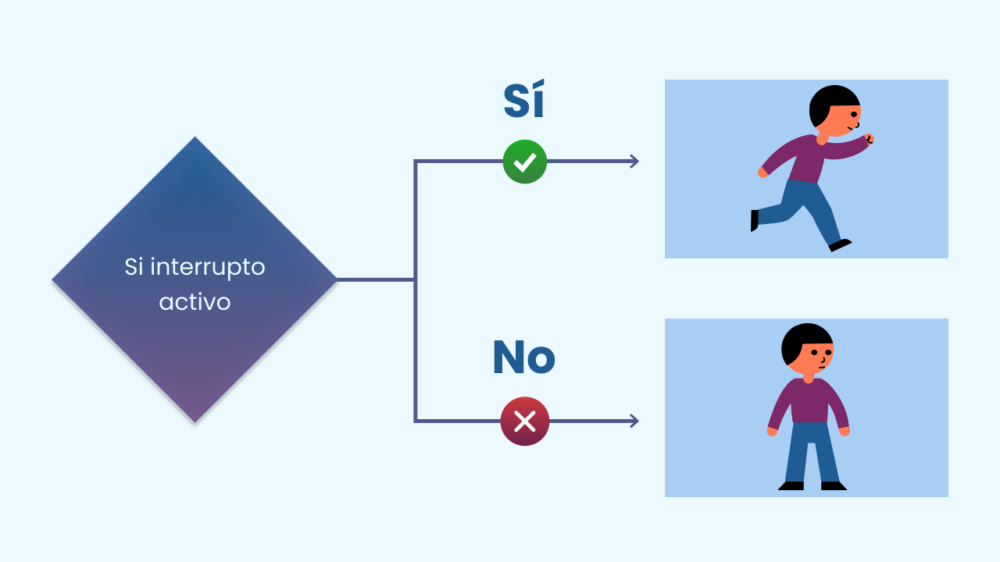 Sí
Si interrupto
activo
No